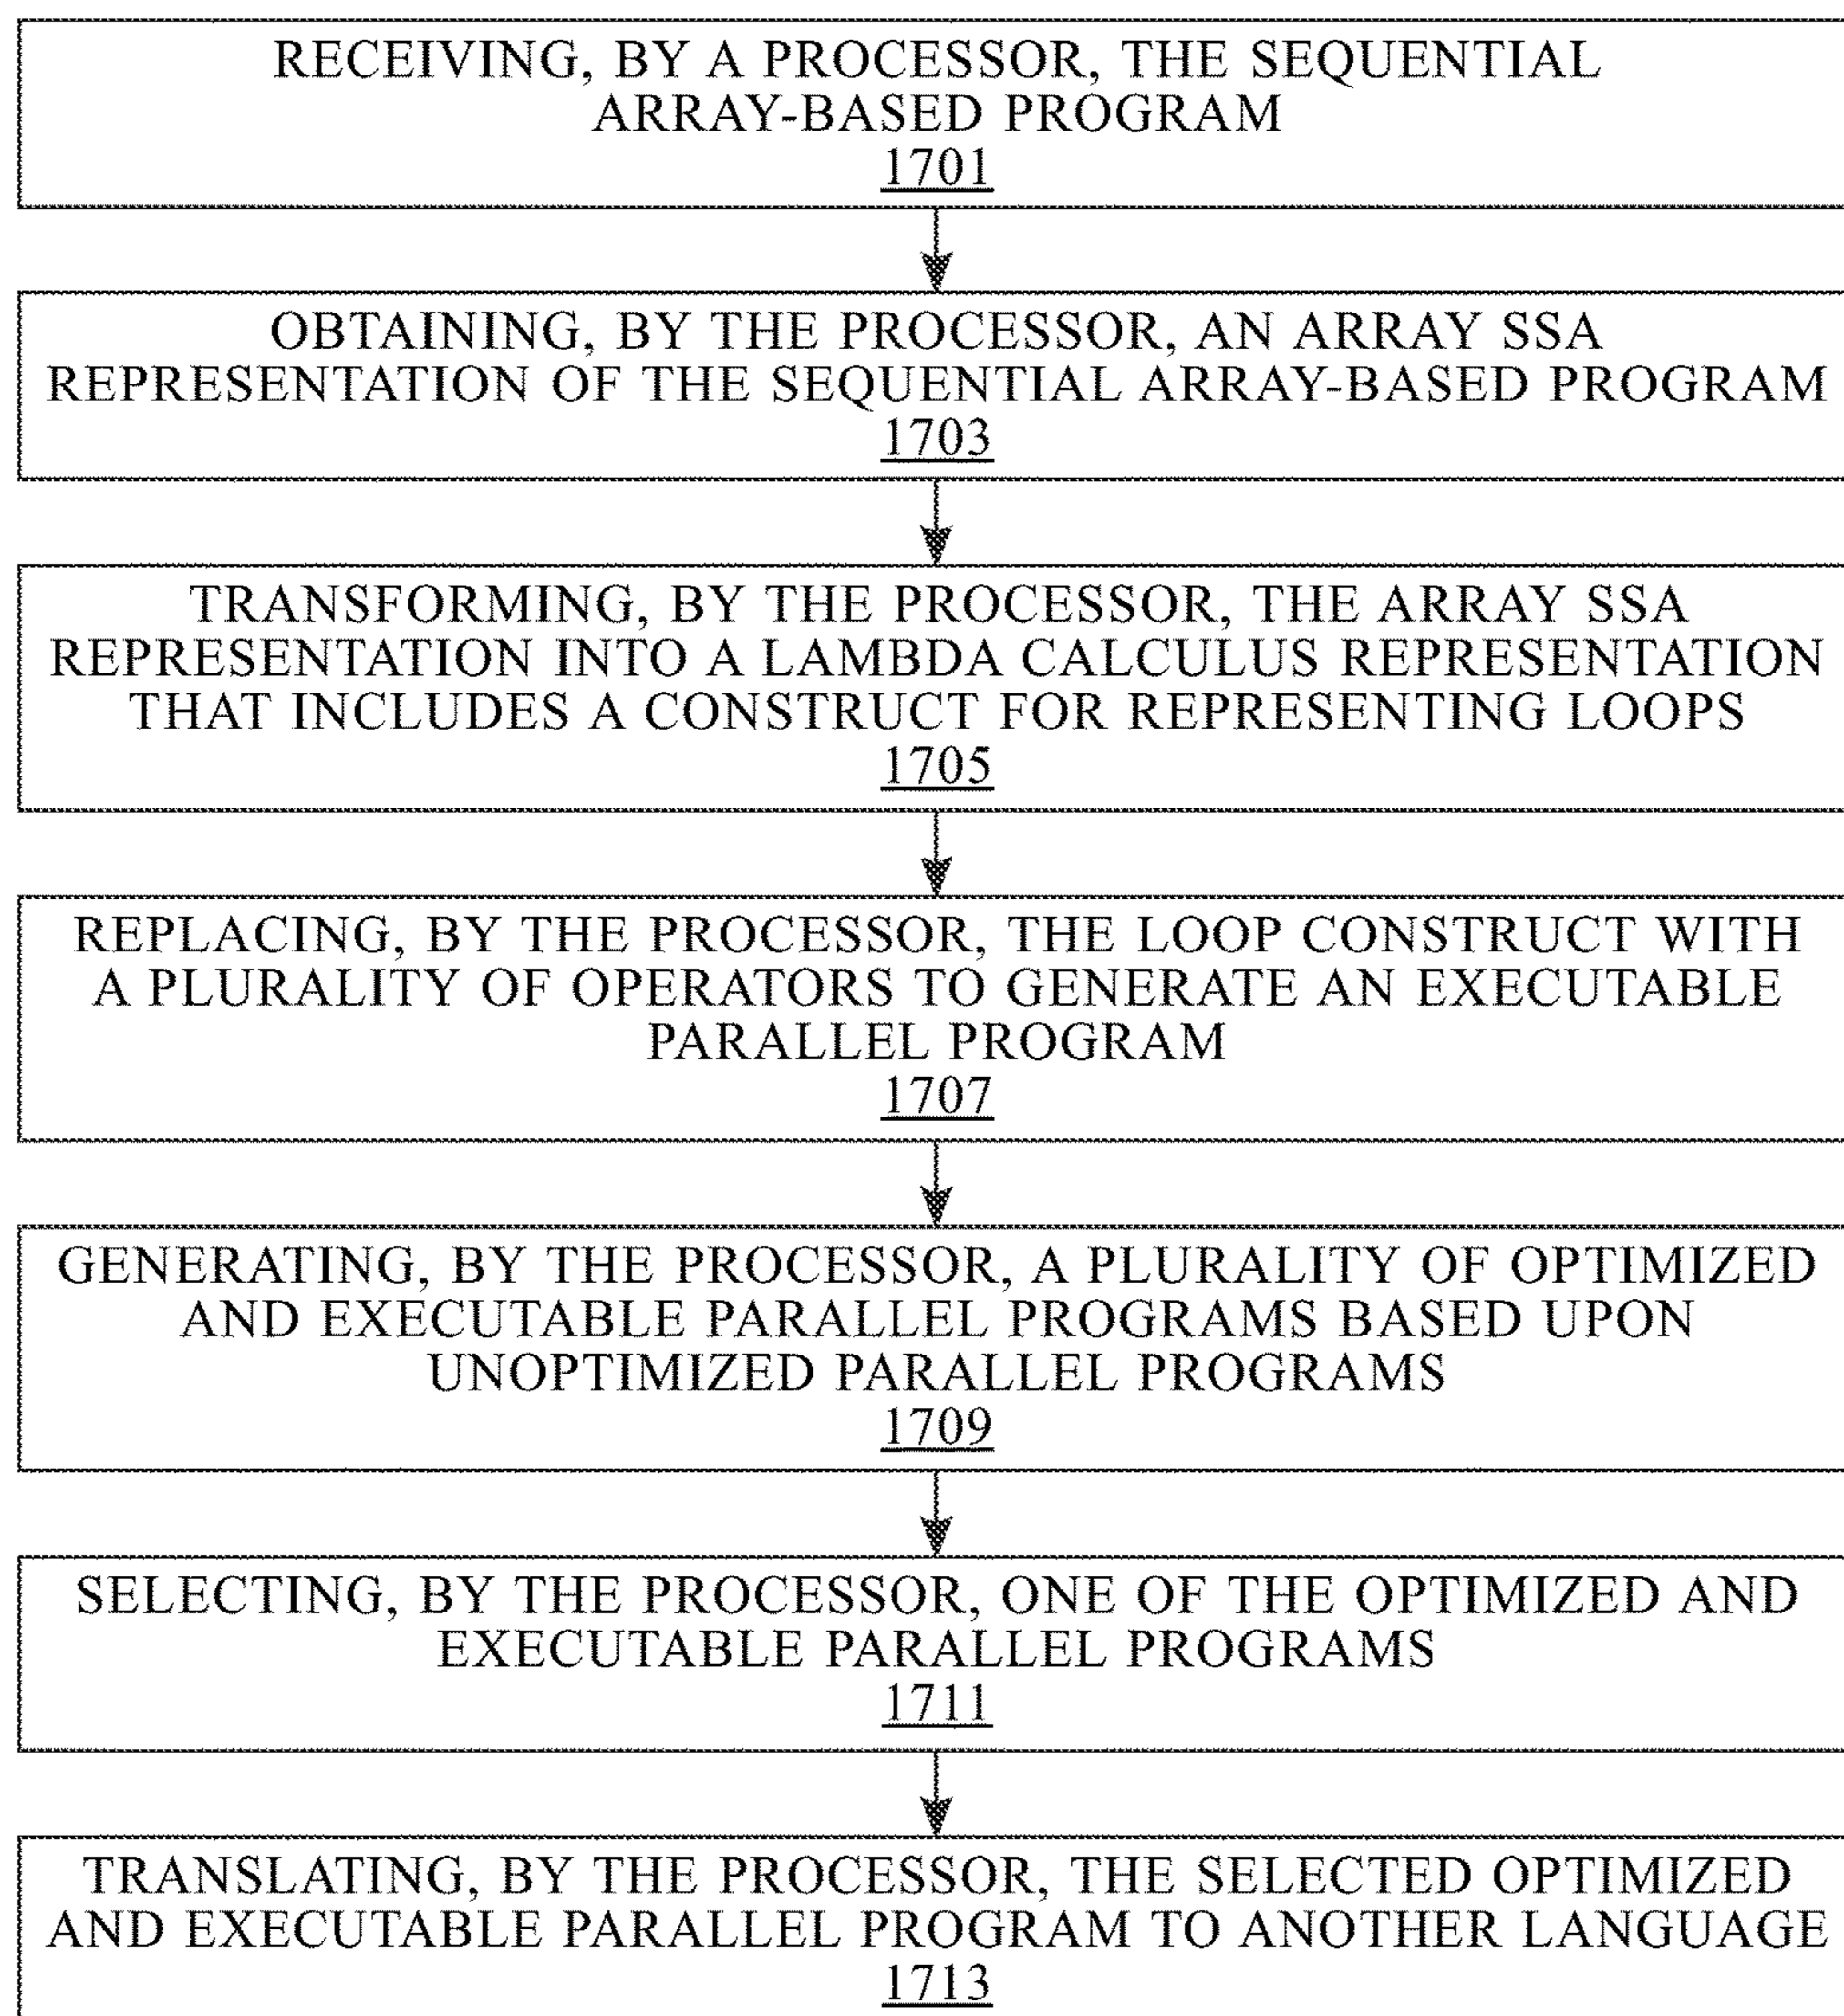 RECEIVING, BY A PROCESSOR, THE SEQUENTIAL
ARRAY-BASED PROGRAM
1701
OBTAINING, BY THE PROCESSOR, AN ARRAY SSA
REPRESENTATION OF THE SEQUENTIAL ARRAY-BASED PROGRAM
1703
TRANSFORMING, BY THE PROCESSOR, THE ARRAY SSA
REPRESENTATION INTO A LAMBDA CALCULUS REPRESENTATION
THAT INCLUDES A CONSTRUCT FOR REPRESENTING LOOPS
1705
REPLACING, BY THE PROCESSOR, THE LOOP CONSTRUCT WITH
A PLURALITY OF OPERATORS TO GENERATE AN EXECUTABLE
PARALLEL PROGRAM
1707
GENERATING, BY THE PROCESSOR, A PLURALITY OF OPTIMIZED
AND EXECUTABLE PARALLEL PROGRAMS BASED UPON
UNOPTIMIZED PARALLEL PROGRAMS
1709
SELECTING, BY THE PROCESSOR, ONE OF THE OPTIMIZED AND
EXECUTABLE PARALLEL PROGRAMS
1711
TRANSLATING, BY THE PROCESSOR, THE SELECTED OPTIMIZED
AND EXECUTABLE PARALLEL PROGRAM TO ANOTHER LANGUAGE
1713